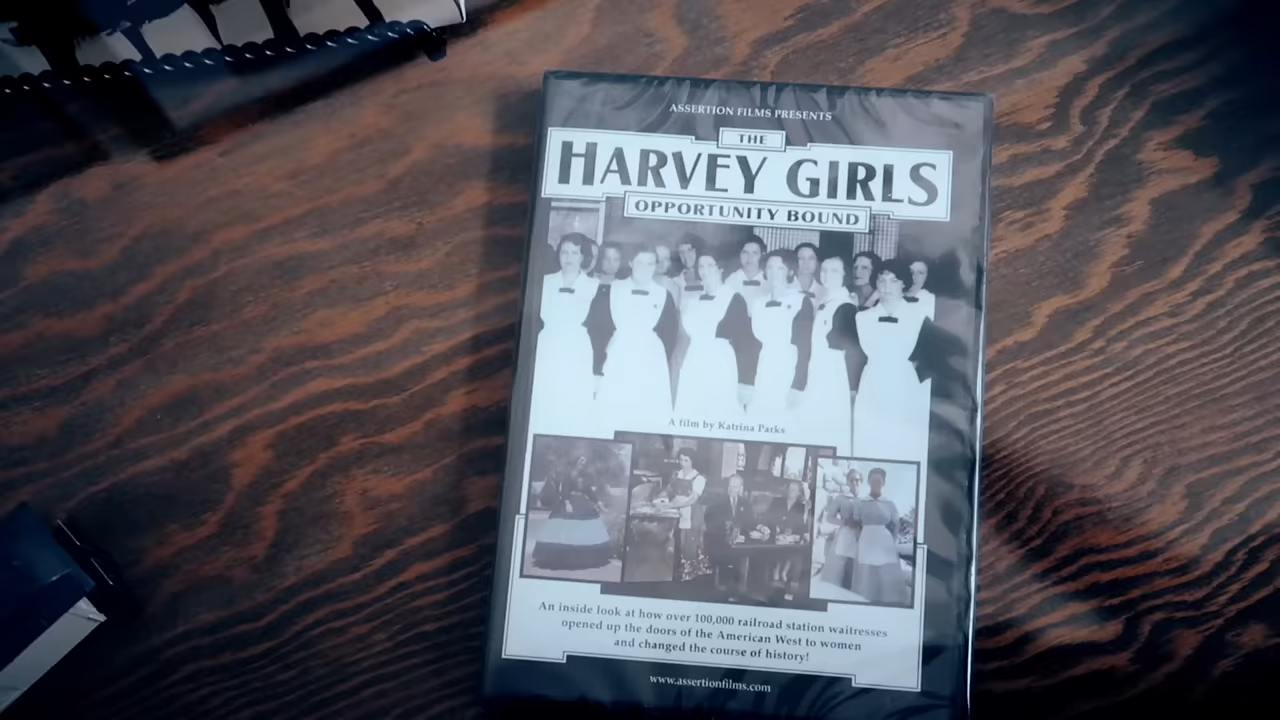 ASSERTION FILMS PRESENTS
THE
HARVEY GIRLS
OPPORTUNITY BOUND
A film by Katrina Parks
An inside look at how over 100,000 railroad station waitresses
opened up the doors of the American West to women
and changed the course of history!
www.assertionfilms.com